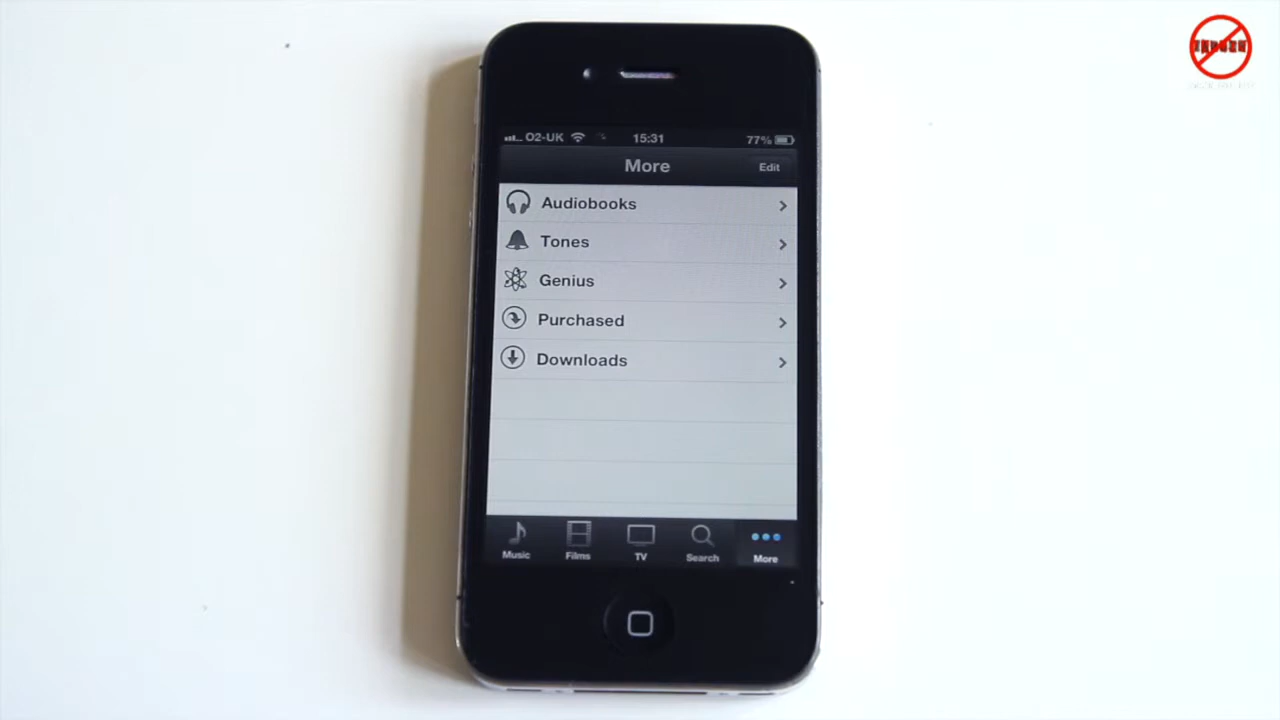 O2-UK 15:31 77%
More Edit
Audiobooks
Tones
Genius
Purchased
Downloads
Music Films TV Search More